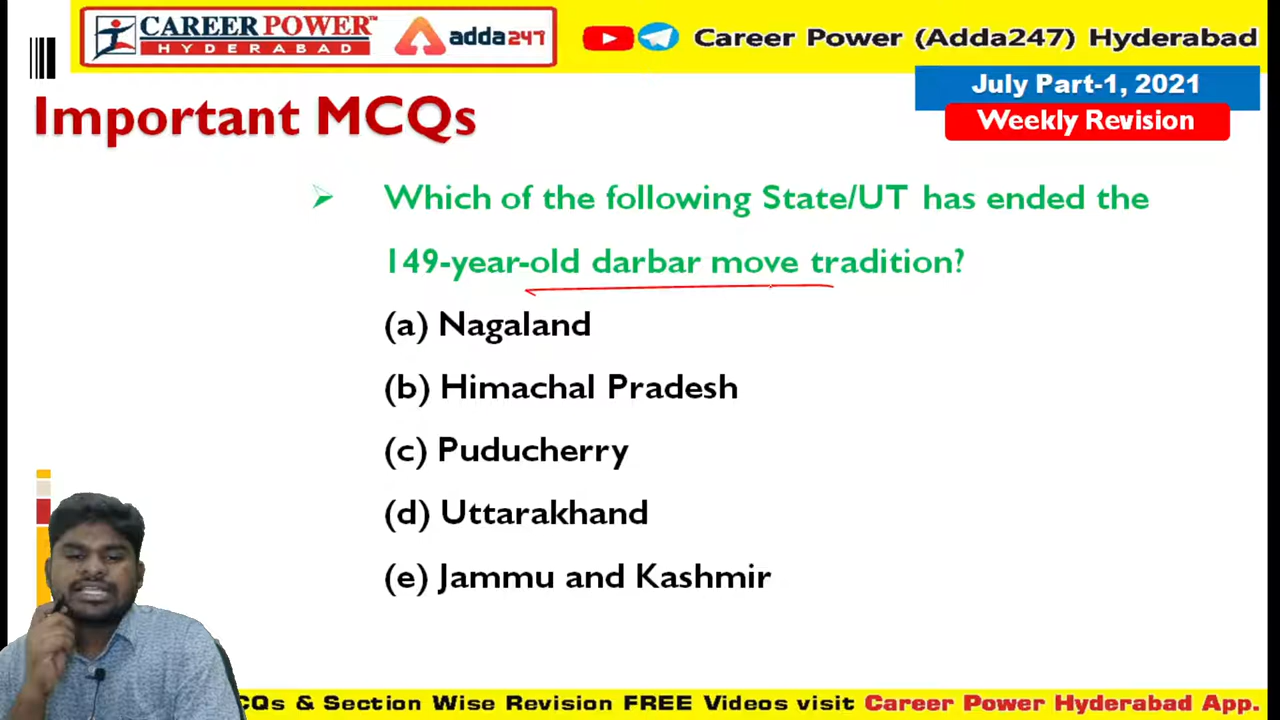 CAREER POWER™
HYDERABAD
adda247
Career Power (Adda247) Hyderabad
July Part-1, 2021
Weekly Revision
Important MCQs
Which of the following State/UT has ended the
149-year-old darbar move tradition?
(a) Nagaland
(b) Himachal Pradesh
(c) Puducherry
(d) Uttarakhand
(e) Jammu and Kashmir
CQs & Section Wise Revision FREE Videos visit Career Power Hyderabad App.